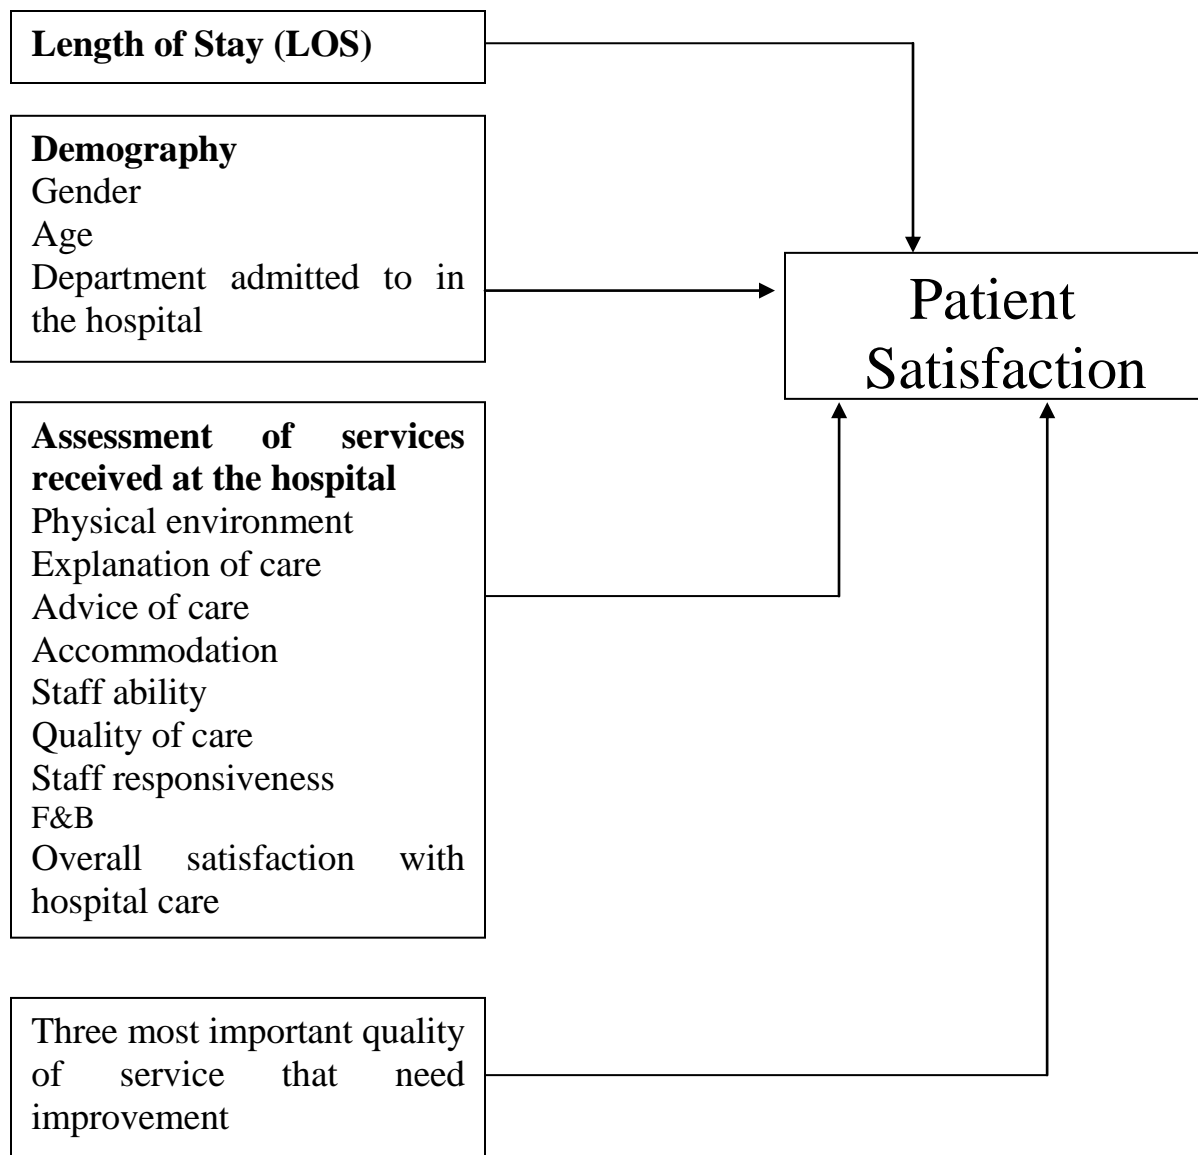 Length of Stay (LOS)
Demography
Gender
Age
Department admitted to in
the hospital
Patient
Satisfaction
Assessment of services
received at the hospital
Physical environment
Explanation of care
Advice of care
Accommodation
Staff ability
Quality of care
Staff responsiveness
F&B
Overall satisfaction with
hospital care
Three most important quality
of service that need
improvement